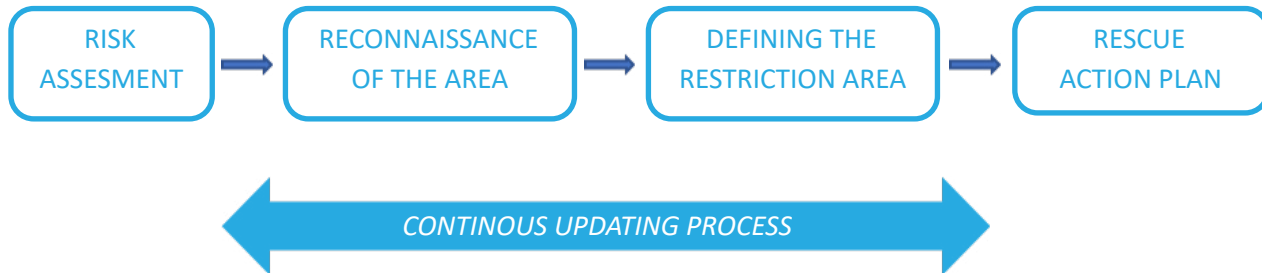 RISK
ASSESMENT
RECONNAISSANCE
OF THE AREA
DEFINING THE
RESTRICTION AREA
RESCUE
ACTION PLAN
CONTINOUS UPDATING PROCESS